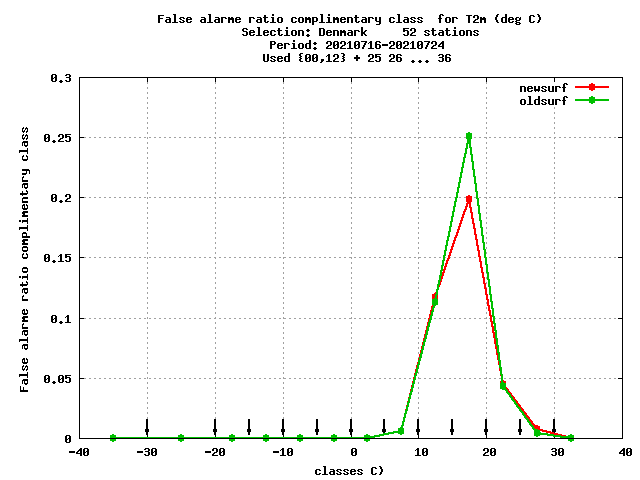 False alarme ratio complimentary class  for T2m (deg C)
Selection: Denmark     52 stations
Period: 20210716-20210724
Used {00,12} + 25 26 ... 36
newsurf
oldsurf
False alarme ratio complimentary class
0.3
0.25
0.2
0.15
0.1
0.05
0
-40 -30 -20 -10 0 10 20 30 40
classes C)